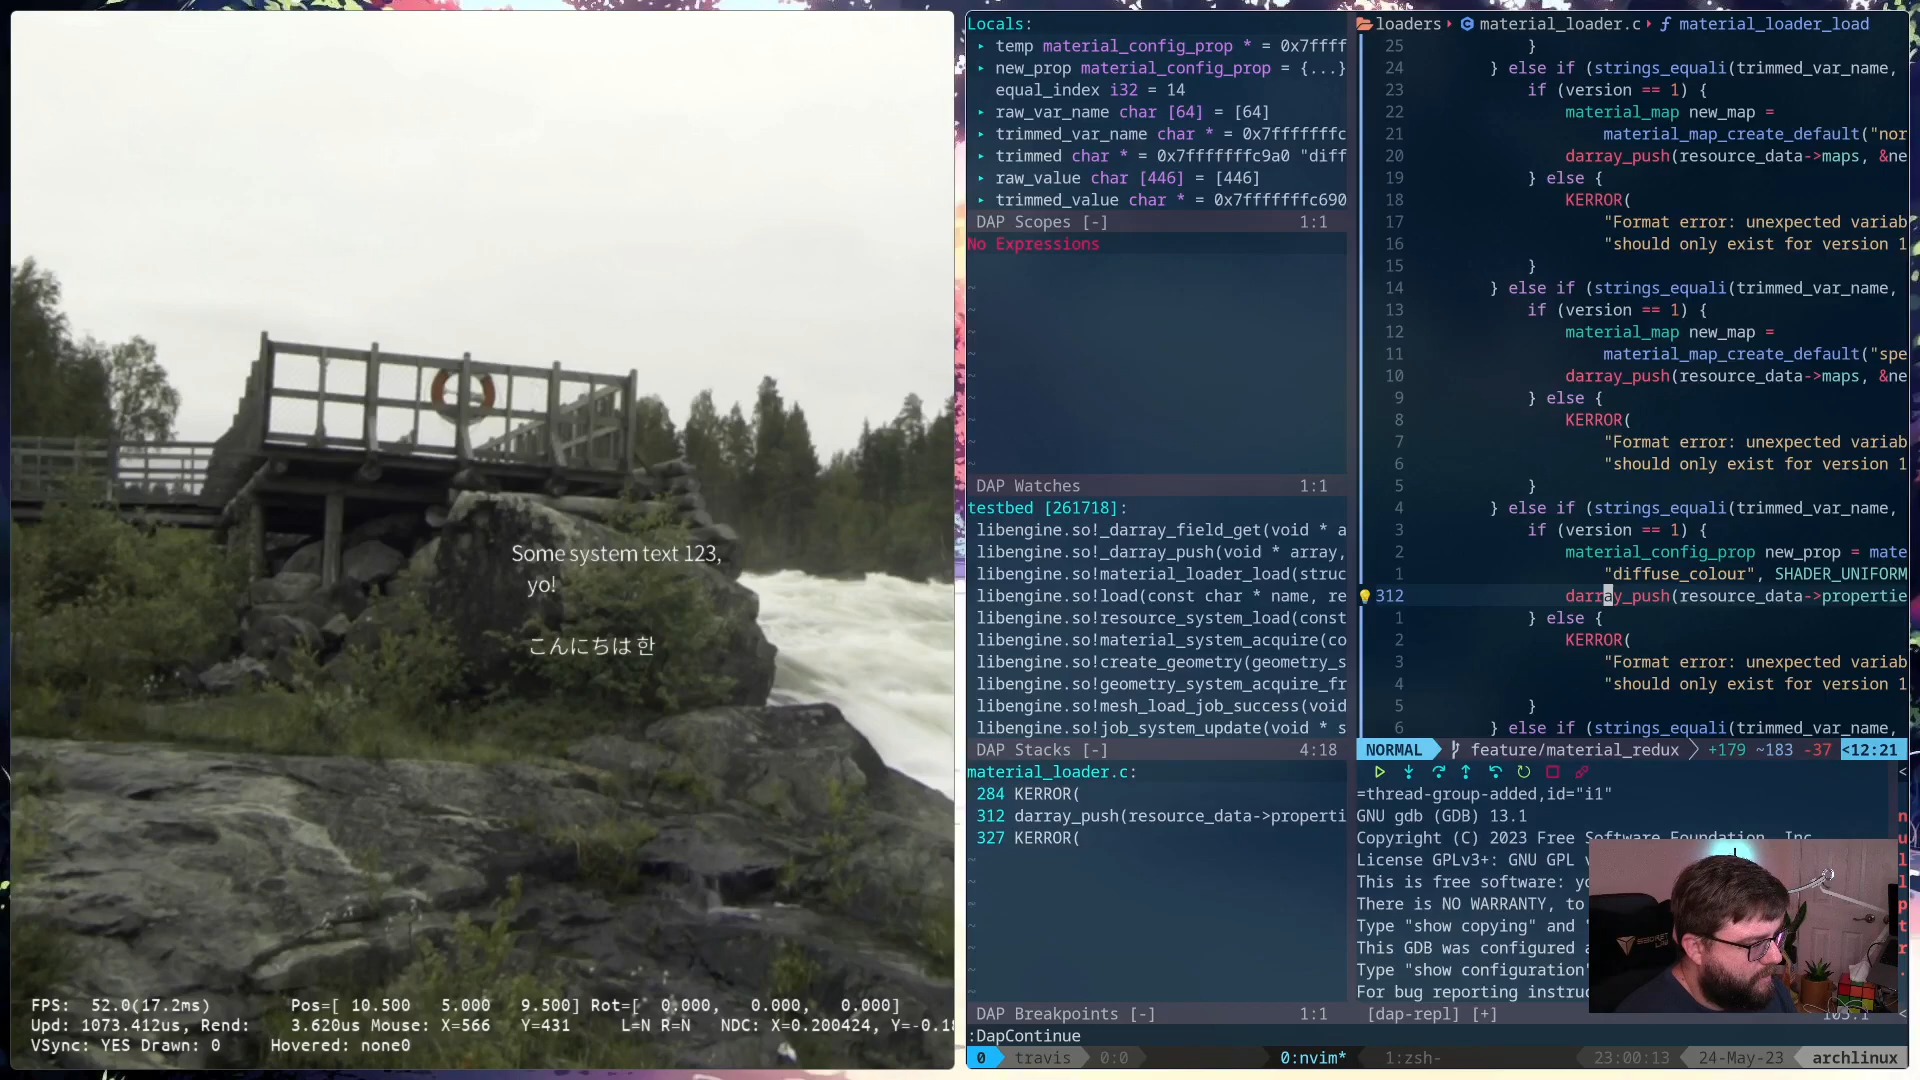 Some system text 123,
yo!
こんにちは 한
FPS:  52.0(17.2ms)        Pos=[ 10.500   5.000   9.500] Rot=[  0.000,   0.000,   0.000]
Upd: 1073.412us, Rend:    3.620us Mouse: X=566   Y=431    L=N R=N   NDC: X=0.200424, Y=-0.18
VSync: YES Drawn: 0     Hovered: none0
Locals:
▸ temp material_config_prop * = 0x7ffff
▸ new_prop material_config_prop = {...}
equal_index i32 = 14
▸ raw_var_name char [64] = [64]
▸ trimmed_var_name char * = 0x7fffffffc
▸ trimmed char * = 0x7fffffffc9a0 "diff
▸ raw_value char [446] = [446]
▸ trimmed_value char * = 0x7fffffffc690
DAP Scopes [-] 1:1
No Expressions
~
~
~
~
~
DAP Watches 1:1
testbed [261718]:
libengine.so!_darray_field_get(void * a
libengine.so!_darray_push(void * array,
libengine.so!material_loader_load(struc
libengine.so!load(const char * name, re
libengine.so!resource_system_load(const
libengine.so!material_system_acquire(co
libengine.so!create_geometry(geometry_s
libengine.so!geometry_system_acquire_fr
libengine.so!mesh_load_job_success(void
libengine.so!job_system_update(void * s
DAP Stacks [-] 4:18
material_loader.c:
284 KERROR(
312 darray_push(resource_data->properti
327 KERROR(
~
~
~
~
~
~
~
DAP Breakpoints [-] 1:1
loaders material_loader.c ƒ material_loader_load
25 }
24 } else if (strings_equali(trimmed_var_name,
23 if (version == 1) {
22 material_map new_map =
21 material_map_create_default("nor
20 darray_push(resource_data->maps, &ne
19 } else {
18 KERROR(
17 "Format error: unexpected variab
16 "should only exist for version 1
15 }
14 } else if (strings_equali(trimmed_var_name,
13 if (version == 1) {
12 material_map new_map =
11 material_map_create_default("spe
10 darray_push(resource_data->maps, &ne
9 } else {
8 KERROR(
7 "Format error: unexpected variab
6 "should only exist for version 1
5 }
4 } else if (strings_equali(trimmed_var_name,
3 if (version == 1) {
2 material_config_prop new_prop = mate
1 "diffuse_colour", SHADER_UNIFORM
312 darray_push(resource_data->propertie
1 } else {
2 KERROR(
3 "Format error: unexpected variab
4 "should only exist for version 1
5 }
6 } else if (strings_equali(trimmed_var_name,
NORMAL feature/material_redux +179 ~183 -37 <12:21
=thread-group-added,id="i1"
GNU gdb (GDB) 13.1
Copyright (C) 2023 Free Software Foundation, Inc.
License GPLv3+: GNU GPL v
This is free software: yo
There is NO WARRANTY, to
Type "show copying" and
This GDB was configured a
Type "show configuration"
For bug reporting instruc
[dap-repl] [+]
:DapContinue
0 travis 0:0 0:nvim* 1:zsh- 23:00:13 24-May-23 archlinux